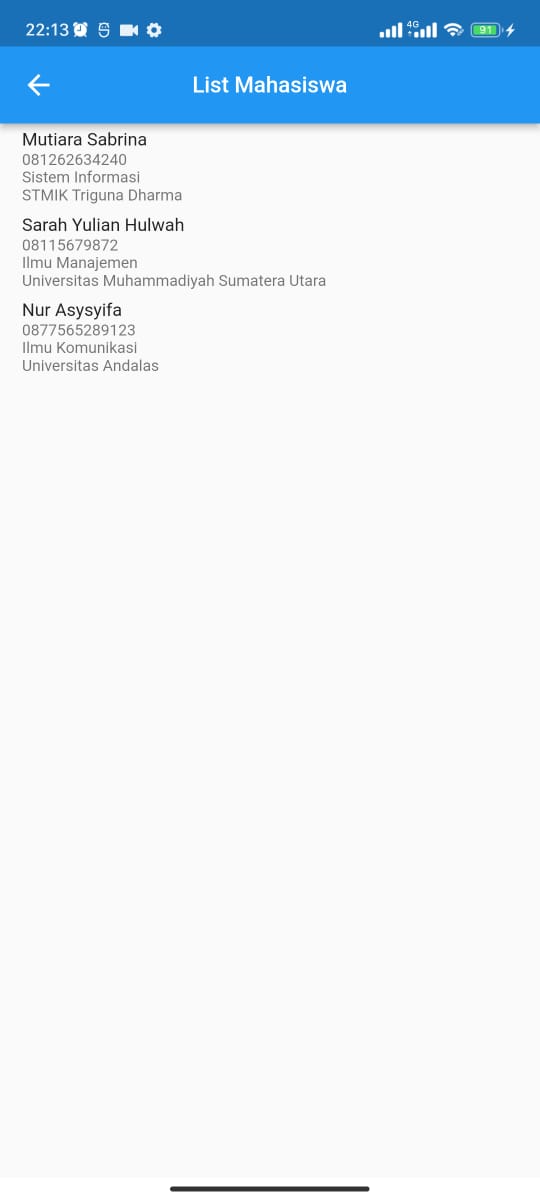 22:13
4G
91
List Mahasiswa
Mutiara Sabrina
081262634240
Sistem Informasi
STMIK Triguna Dharma
Sarah Yulian Hulwah
08115679872
Ilmu Manajemen
Universitas Muhammadiyah Sumatera Utara
Nur Asysyifa
0877565289123
Ilmu Komunikasi
Universitas Andalas